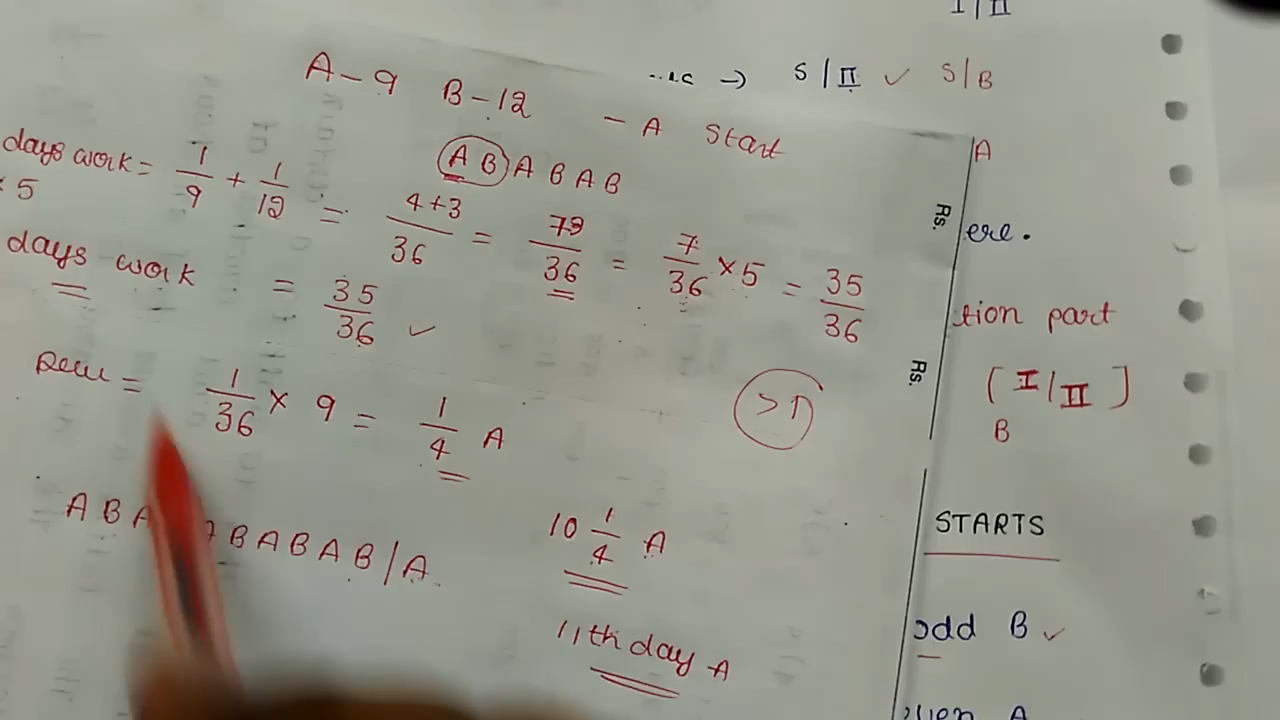 I/II
→ S/II ✓ S/B
A - 9 B - 12 - A Start
A
A B A B A B
days work = 1/9 + 1/12 = 4+3/36 = 7/36 = 7/36 × 5 = 35/36
× 5
Rs.
ere.
days work = 35/36 ✓
tion part
Rs.
(I/II)
B
Rem = 1/36 × 9 = 1/4 A
>1
A B A B A B A B / A
10 1/4 A
STARTS
11th day A
odd B ✓
A